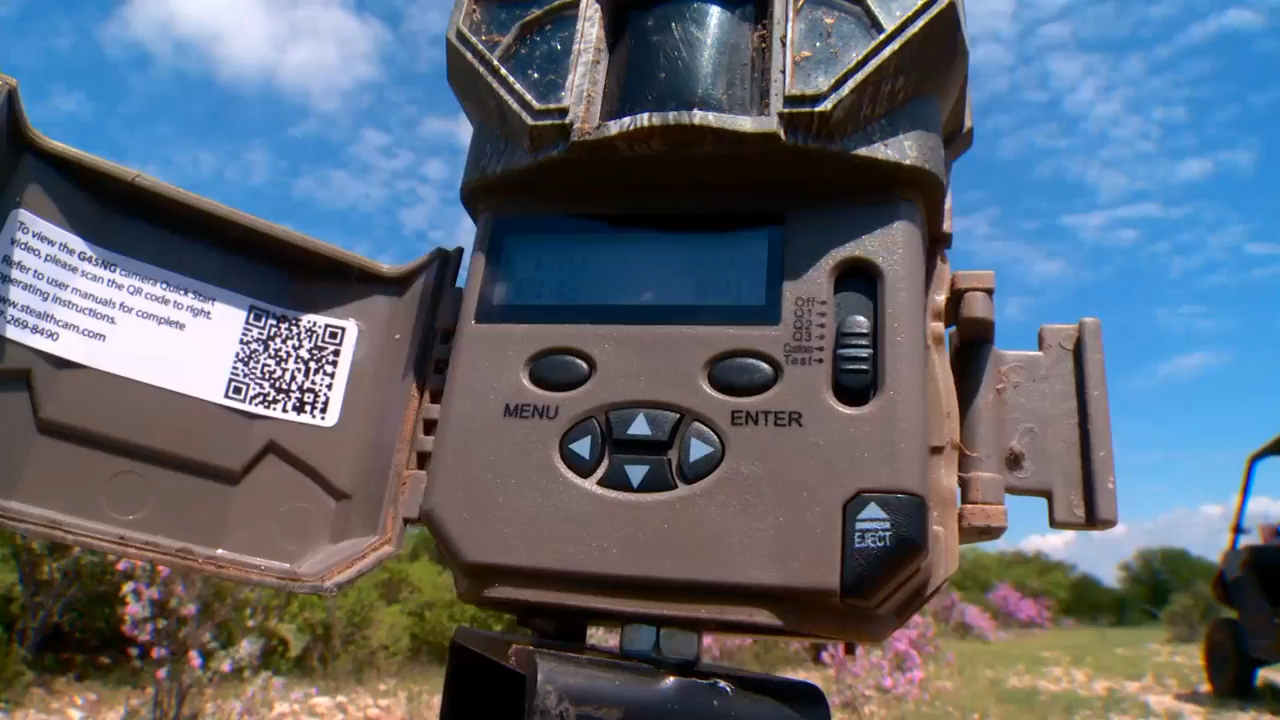 To view the G45NG camera Quick Start
video, please scan the QR code to right.
Refer to user manuals for complete
operating instructions.
www.stealthcam.com
7-269-8490
Off
Q1
Q2
Q3
Custom
Test
MENU
ENTER
EJECT